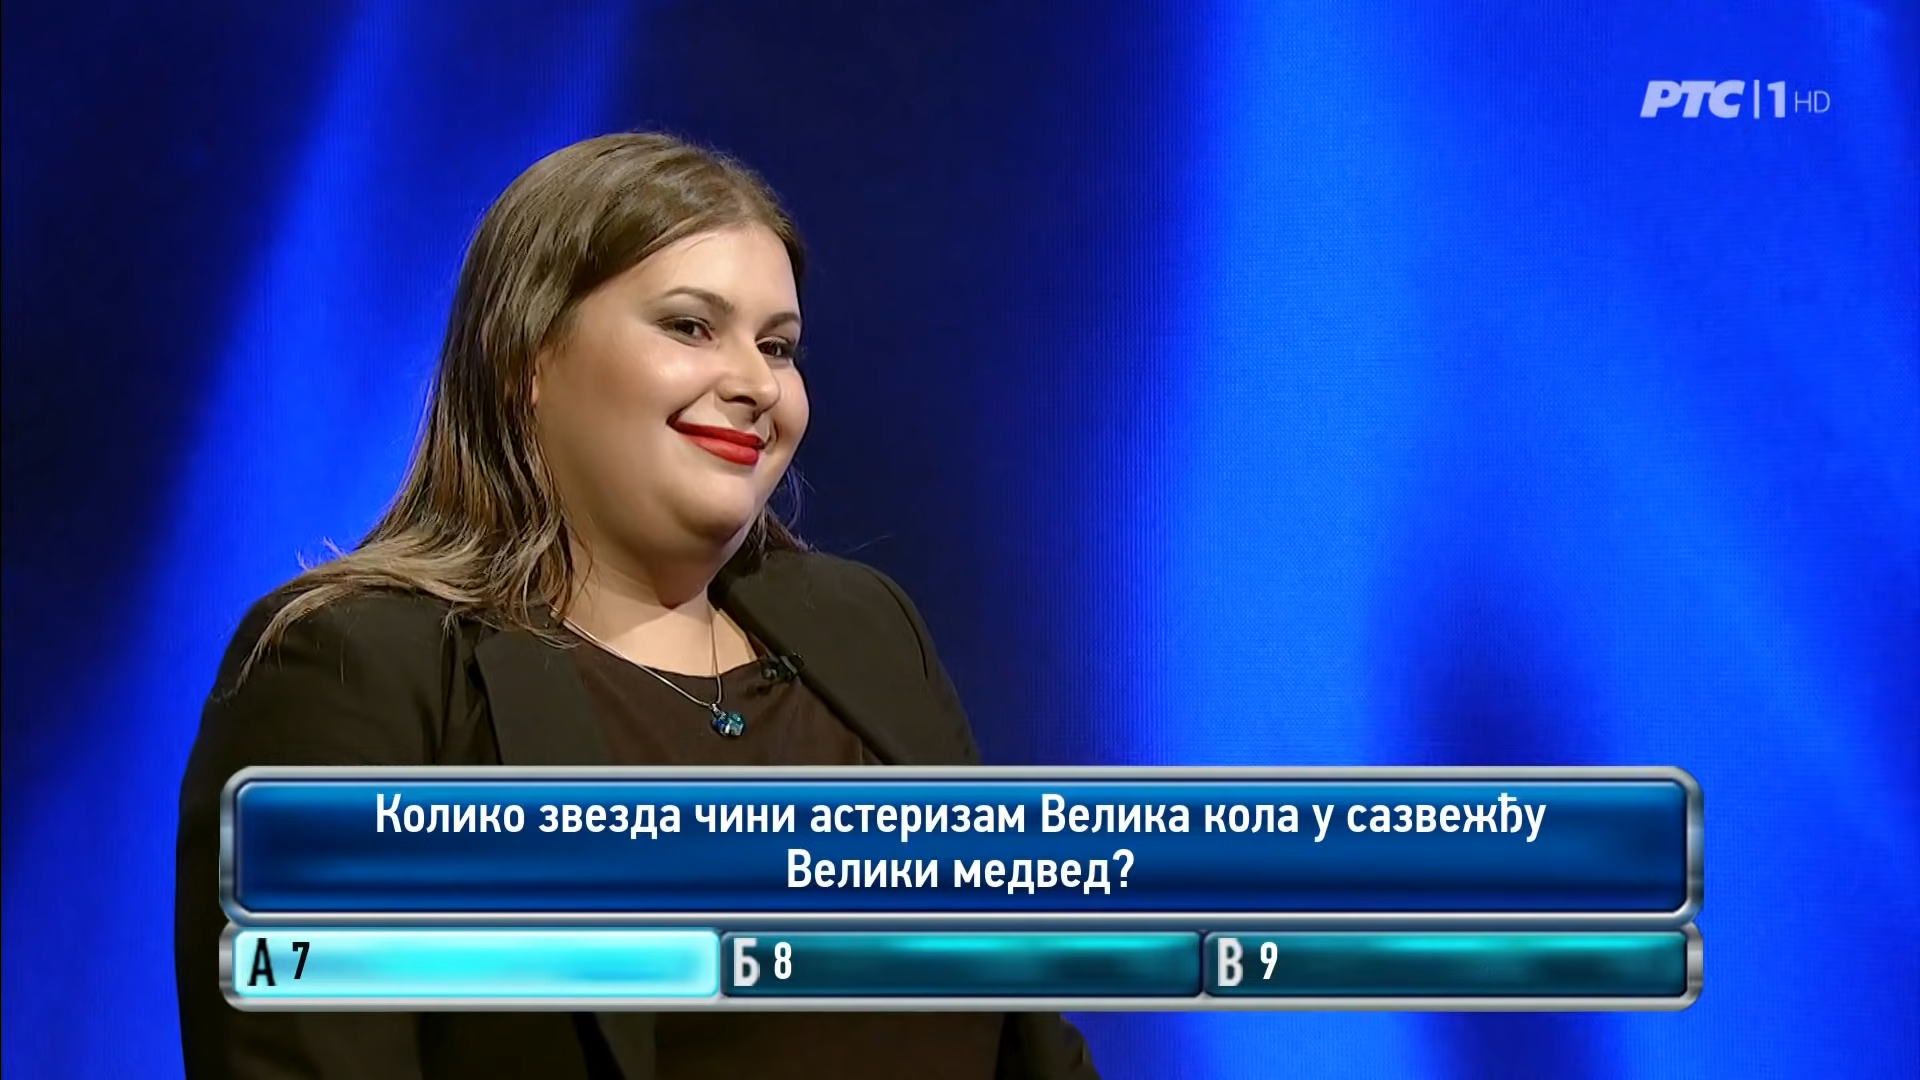 РТС|1 HD
Колико звезда чини астеризам Велика кола у сазвежђу
Велики медвед?
А 7
Б 8
В 9